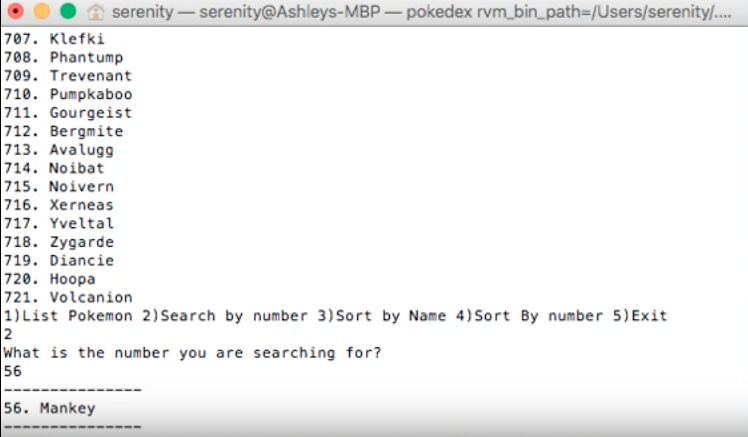 serenity — serenity@Ashleys-MBP — pokedex rvm_bin_path=/Users/serenity/....
707. Klefki
708. Phantump
709. Trevenant
710. Pumpkaboo
711. Gourgeist
712. Bergmite
713. Avalugg
714. Noibat
715. Noivern
716. Xerneas
717. Yveltal
718. Zygarde
719. Diancie
720. Hoopa
721. Volcanion
1)List Pokemon 2)Search by number 3)Sort by Name 4)Sort By number 5)Exit
2
What is the number you are searching for?
56
---------------
56. Mankey
---------------